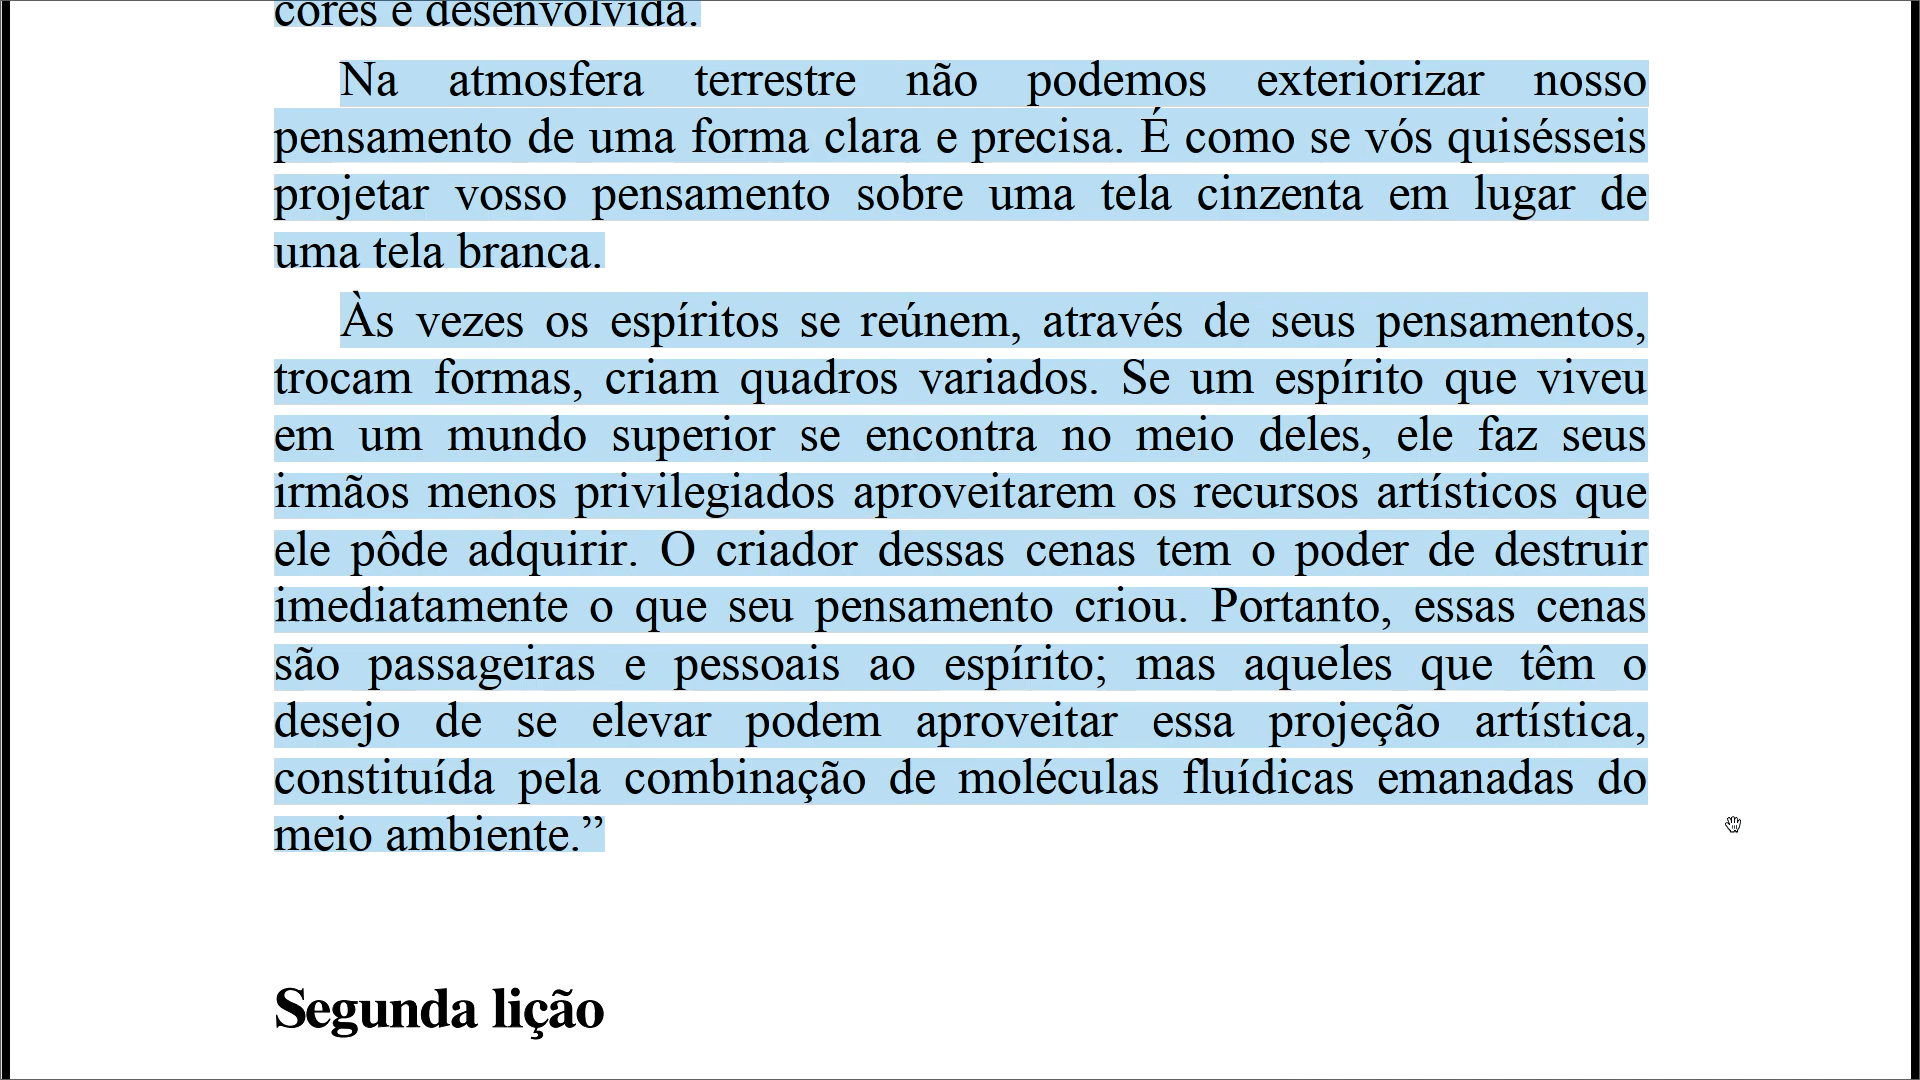 cores e desenvolvida.
Na atmosfera terrestre não podemos exteriorizar nosso
pensamento de uma forma clara e precisa. É como se vós quisésseis
projetar vosso pensamento sobre uma tela cinzenta em lugar de
uma tela branca.
Às vezes os espíritos se reúnem, através de seus pensamentos,
trocam formas, criam quadros variados. Se um espírito que viveu
em um mundo superior se encontra no meio deles, ele faz seus
irmãos menos privilegiados aproveitarem os recursos artísticos que
ele pôde adquirir. O criador dessas cenas tem o poder de destruir
imediatamente o que seu pensamento criou. Portanto, essas cenas
são passageiras e pessoais ao espírito; mas aqueles que têm o
desejo de se elevar podem aproveitar essa projeção artística,
constituída pela combinação de moléculas fluídicas emanadas do
meio ambiente.”
Segunda lição